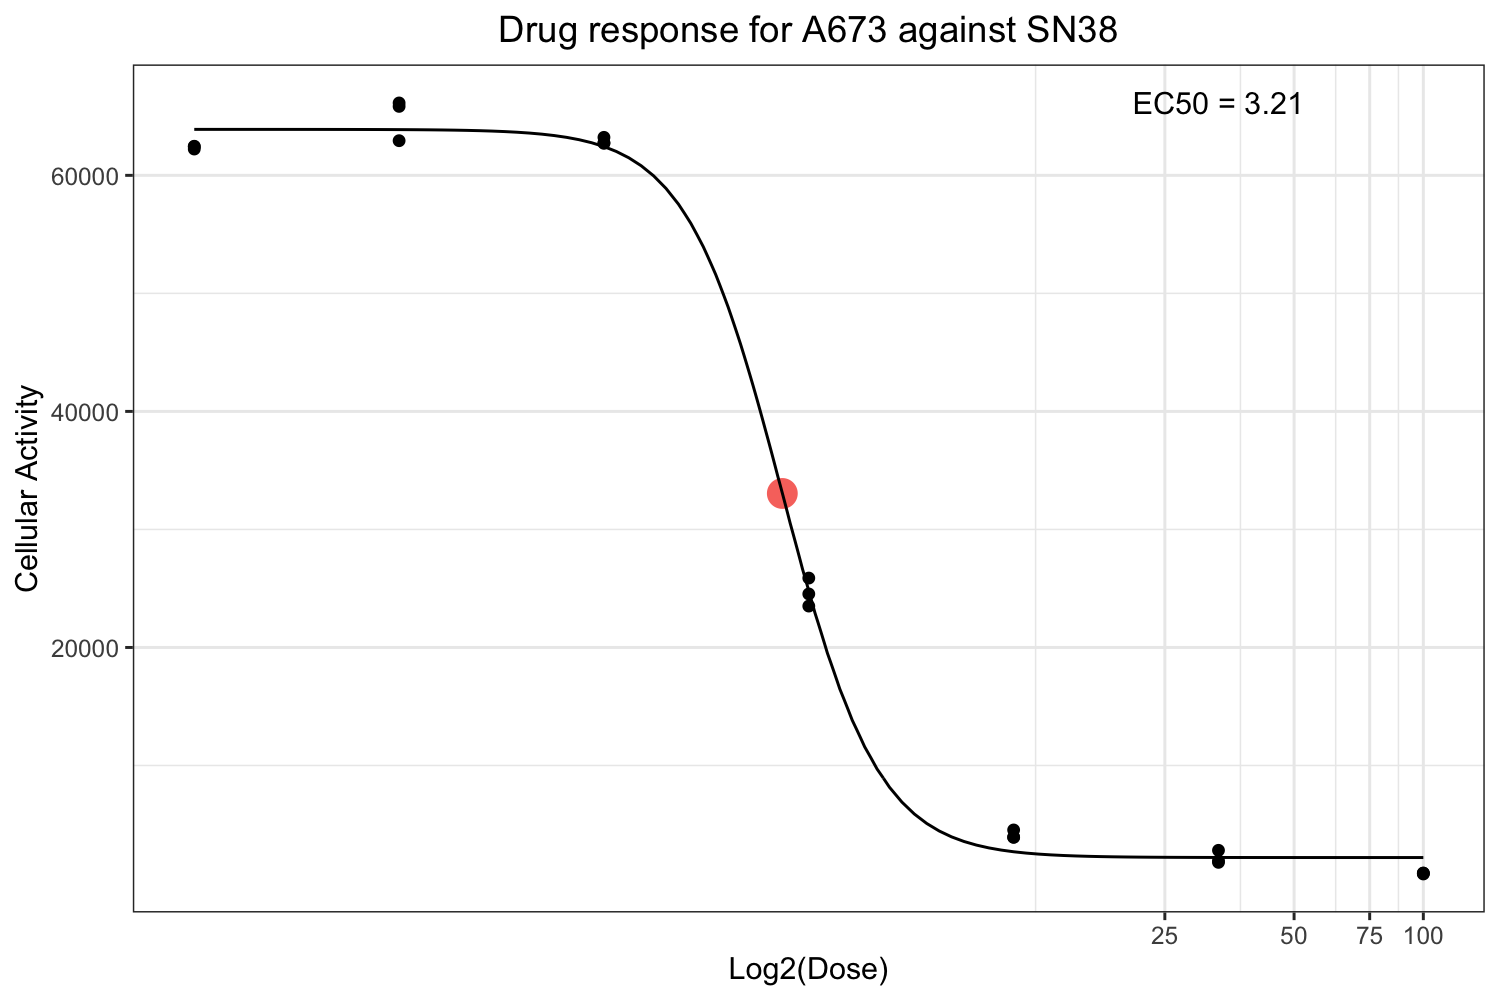 Drug response for A673 against SN38
EC50 = 3.21
60000
40000
20000
Cellular Activity
25 50 75 100
Log2(Dose)